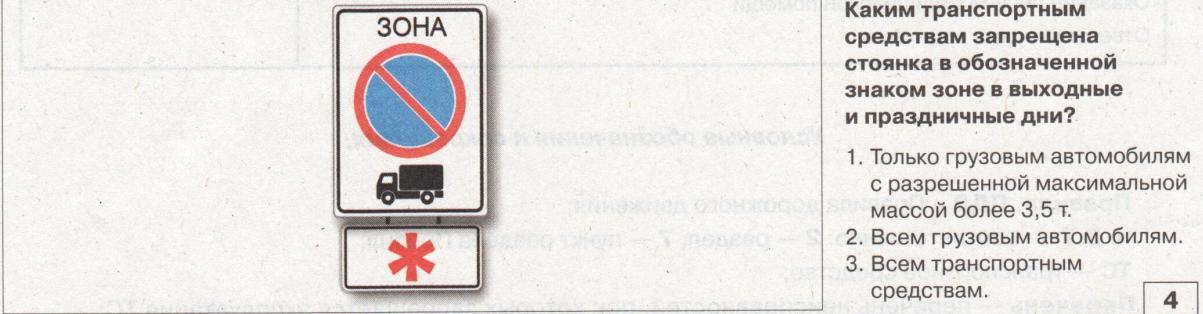 ЗОНА
Каким транспортным
средствам запрещена
стоянка в обозначенной
знаком зоне в выходные
и праздничные дни?
1. Только грузовым автомобилям
с разрешенной максимальной
массой более 3,5 т.
2. Всем грузовым автомобилям.
3. Всем транспортным
средствам.
4